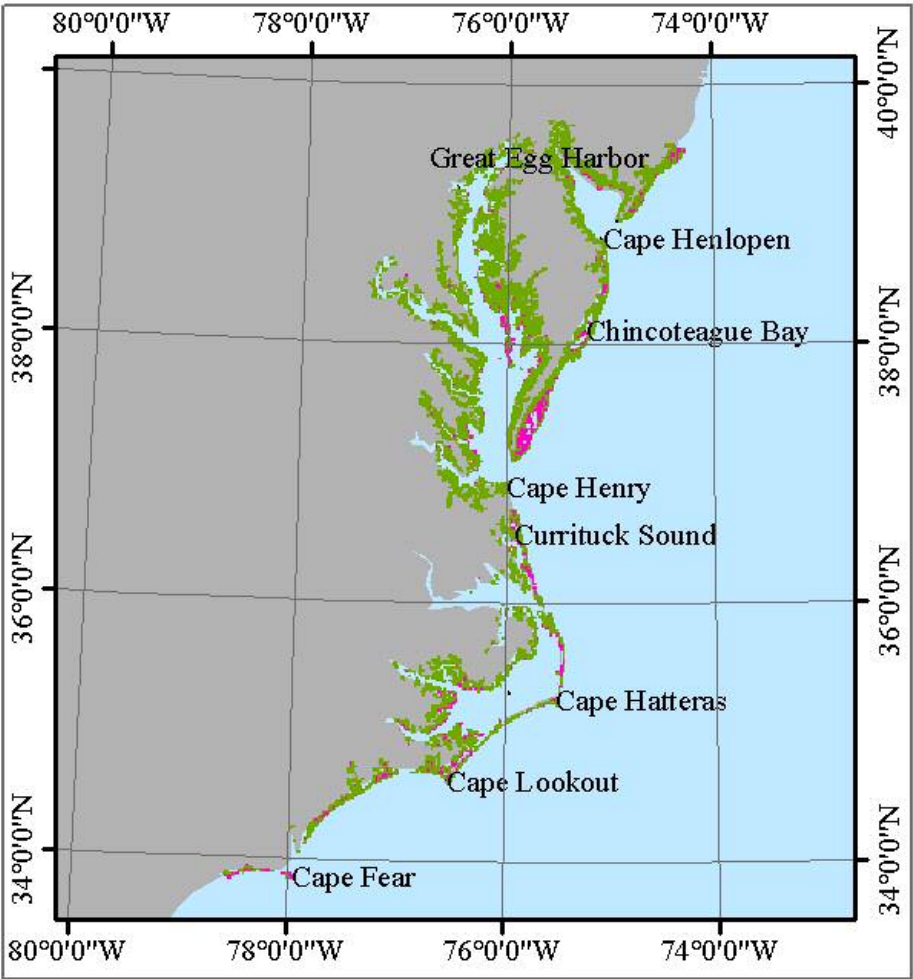 80°0'0"W 78°0'0"W 76°0'0"W 74°0'0"W
40°0'0"N
Great Egg Harbor
Cape Henlopen
38°0'0"N
Chincoteague Bay
38°0'0"N
Cape Henry
Currituck Sound
36°0'0"N
36°0'0"N
Cape Hatteras
Cape Lookout
34°0'0"N
34°0'0"N
Cape Fear
80°0'0"W 78°0'0"W 76°0'0"W 74°0'0"W